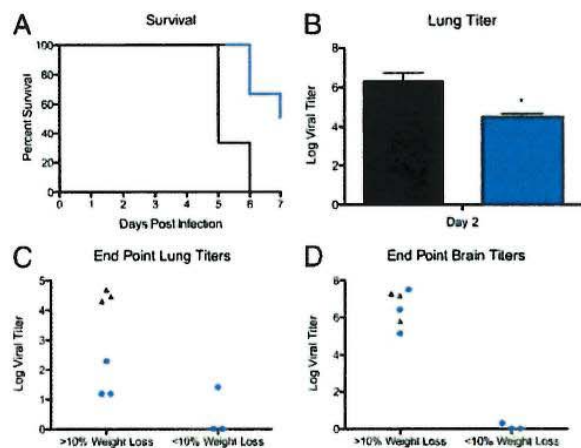 A
Survival
Percent Survival
100
80
60
40
20
0
0 1 2 3 4 5 6 7
Days Post Infection
B
Lung Titer
Log Viral Titer
8
6
4
2
0
*
Day 2
C
End Point Lung Titers
Log Viral Titer
5
4
3
2
1
0
>10% Weight Loss <10% Weight Loss
D
End Point Brain Titers
Log Viral Titer
8
6
4
2
0
>10% Weight Loss <10% Weight Loss